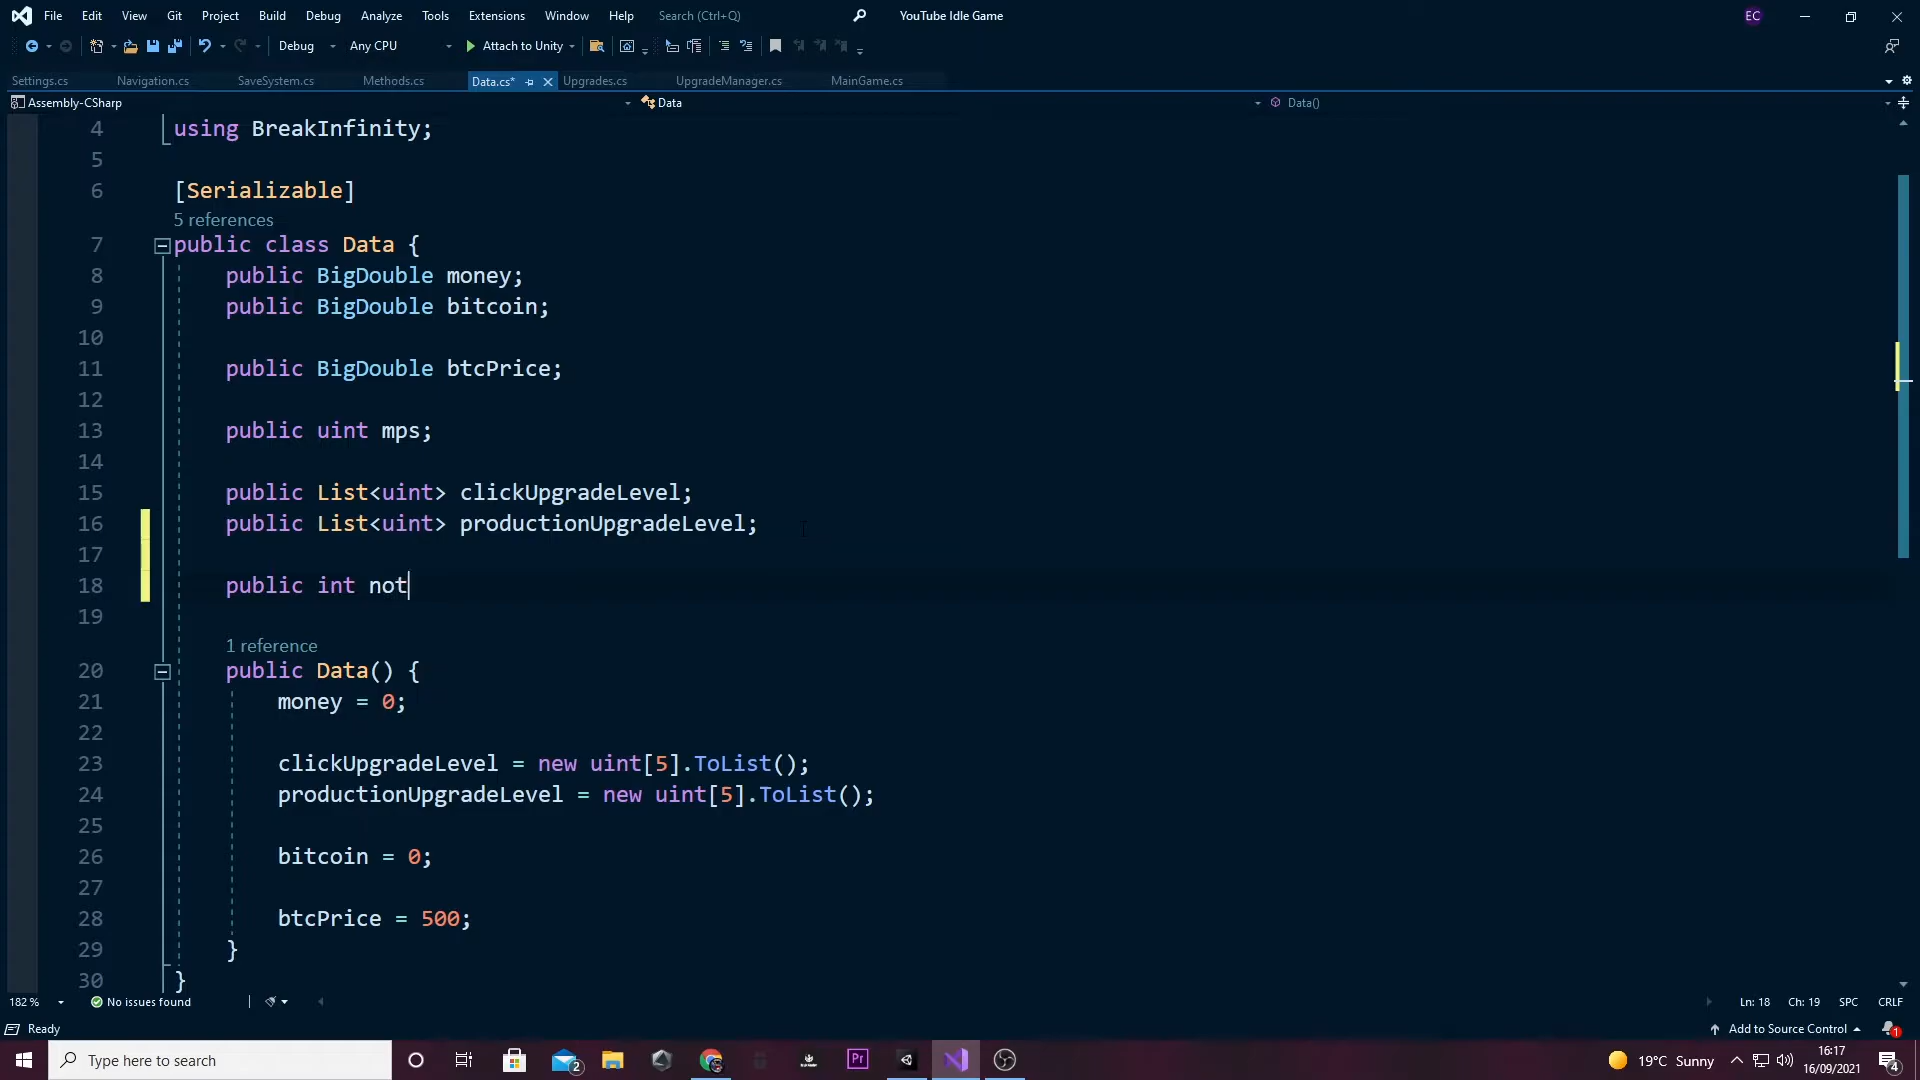 File Edit View Git Project Build Debug Analyze Tools Extensions Window Help Search (Ctrl+Q) YouTube Idle Game EC
Debug Any CPU Attach to Unity
Settings.cs Navigation.cs SaveSystem.cs Methods.cs Data.cs* Upgrades.cs UpgradeManager.cs MainGame.cs
Assembly-CSharp Data Data()
4 using BreakInfinity;
5
6 [Serializable]
5 references
7 public class Data {
8 public BigDouble money;
9 public BigDouble bitcoin;
10
11 public BigDouble btcPrice;
12
13 public uint mps;
14
15 public List<uint> clickUpgradeLevel;
16 public List<uint> productionUpgradeLevel;
17
18 public int not
19
1 reference
20 public Data() {
21 money = 0;
22
23 clickUpgradeLevel = new uint[5].ToList();
24 productionUpgradeLevel = new uint[5].ToList();
25
26 bitcoin = 0;
27
28 btcPrice = 500;
29 }
30 }
182 % No issues found Ln: 18 Ch: 19 SPC CRLF
Ready Add to Source Control 1
Type here to search 2 Pr 19°C Sunny 16:17
16/09/2021 4